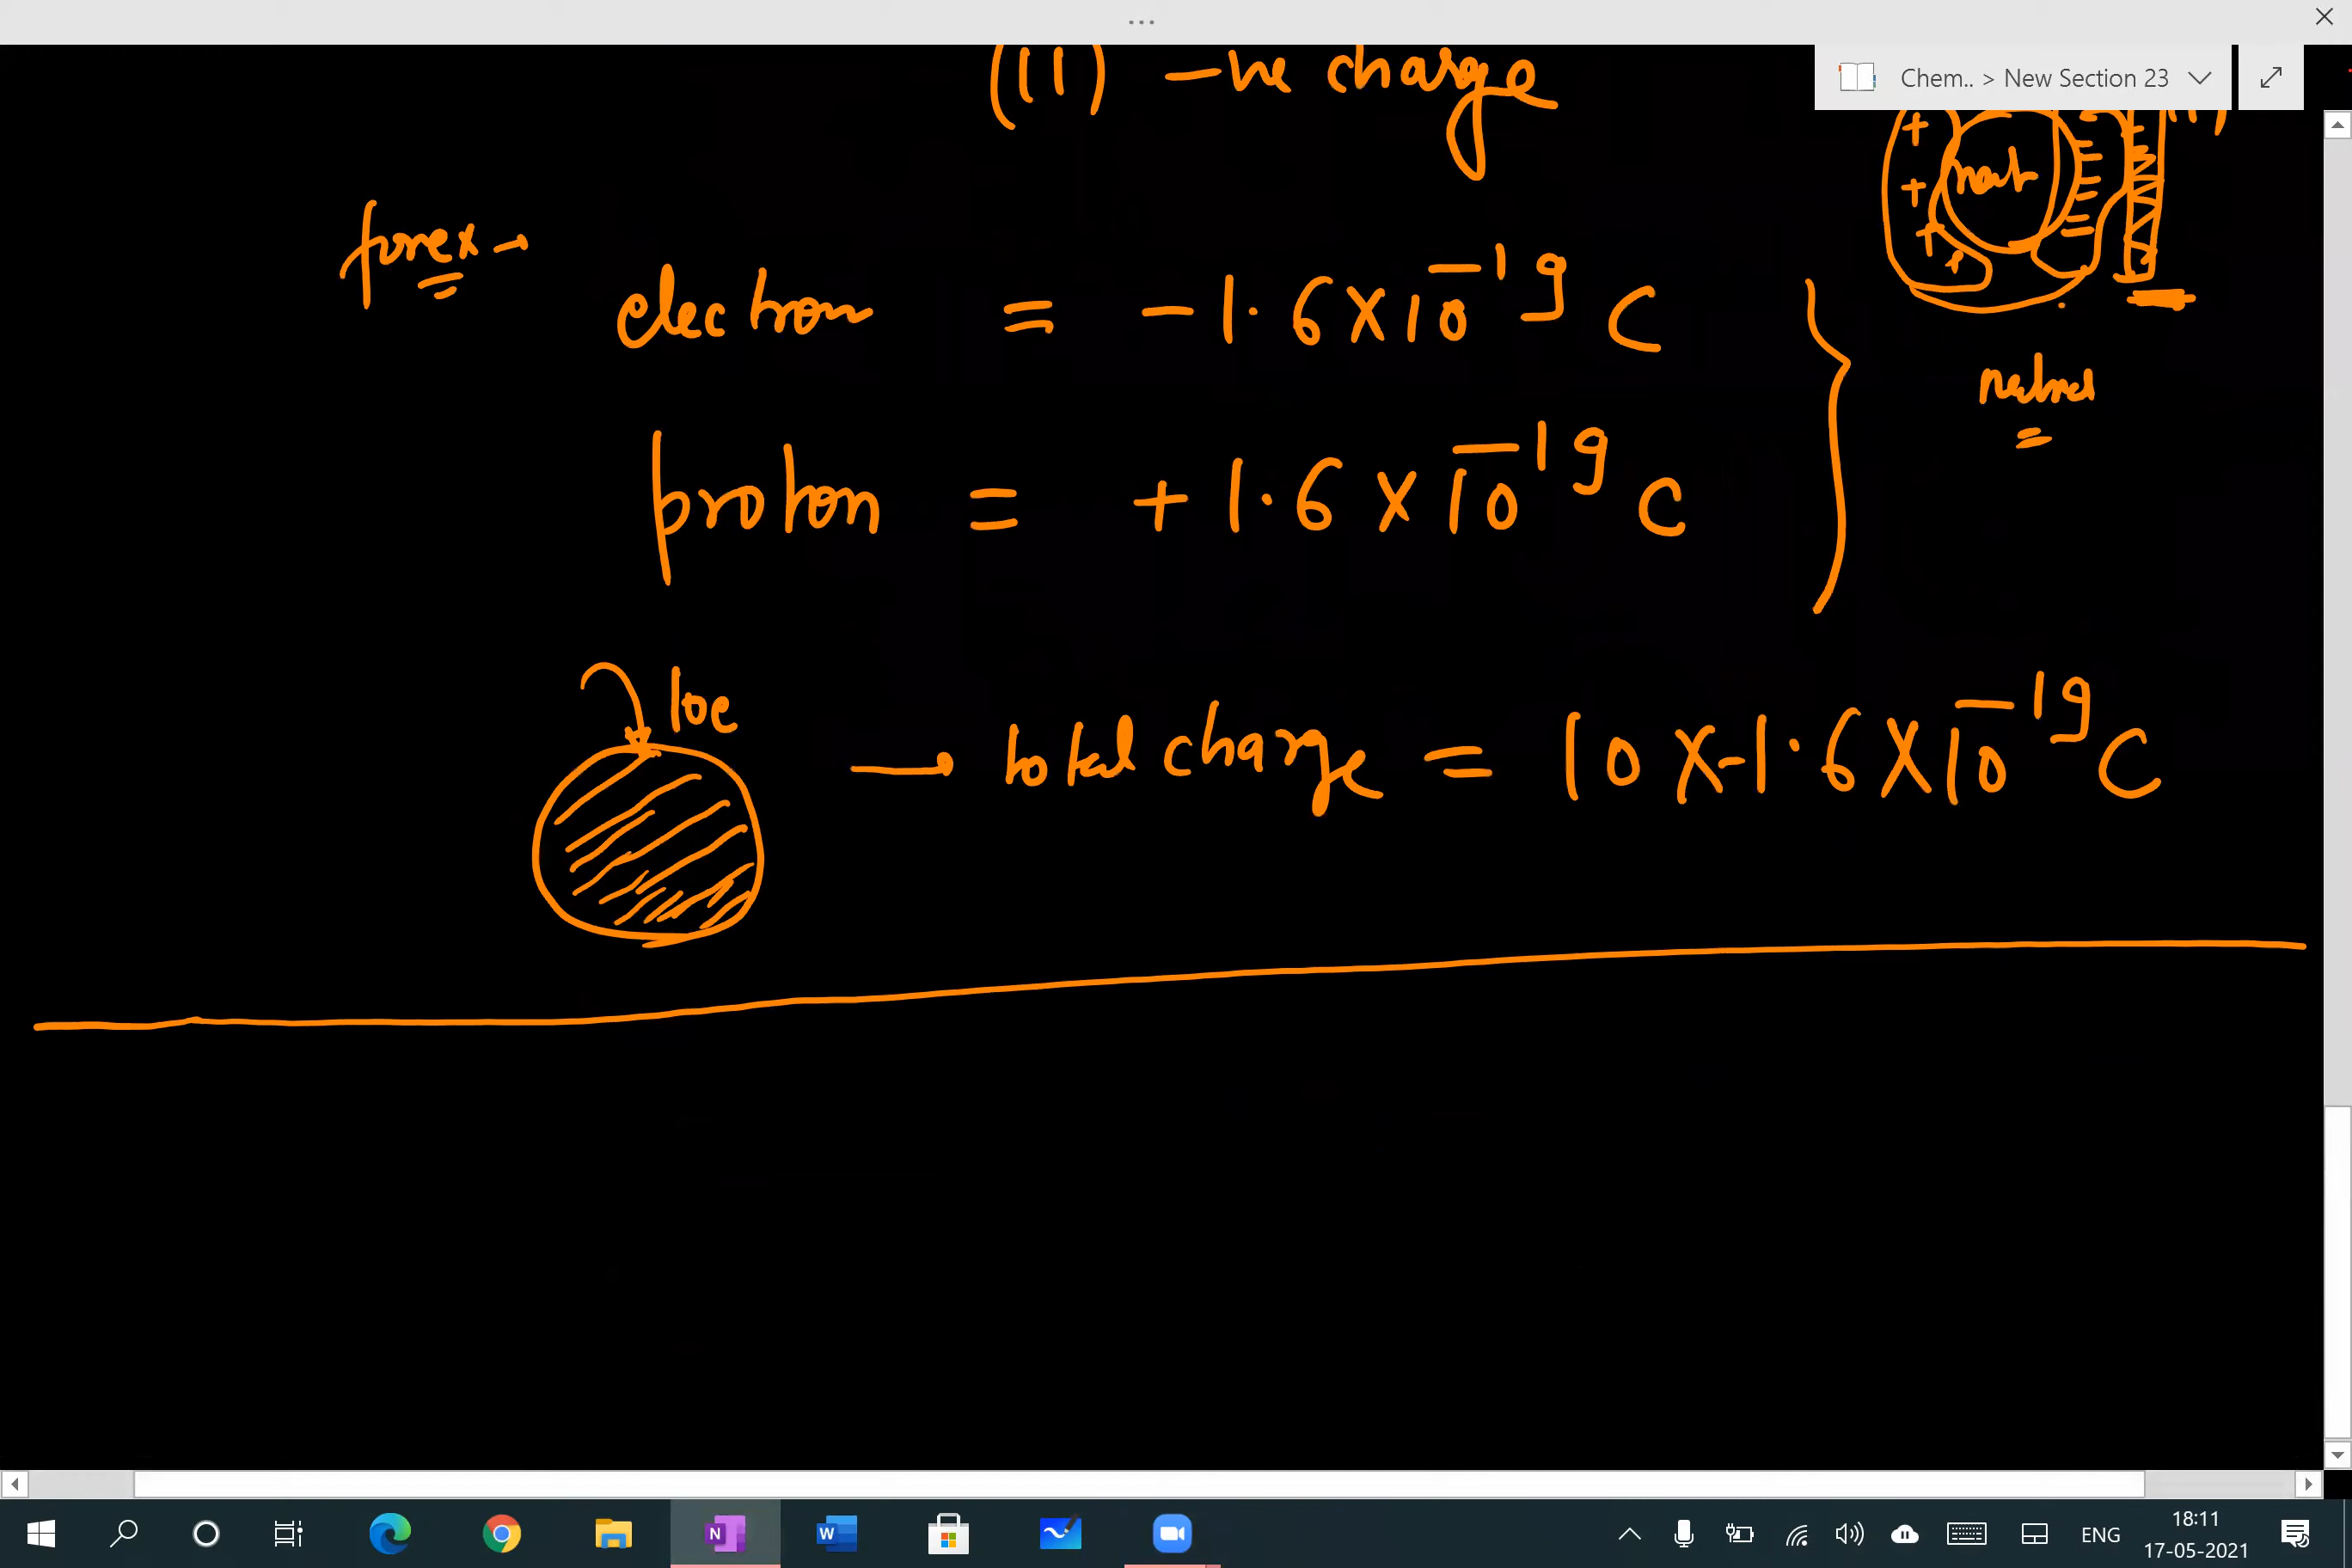 (II) -ve charge
Chem.. > New Section 23
+
+
+
forex →
electron = -1.6 X 10⁻¹⁹ C
neutral
proton = +1.6 X 10⁻¹⁹ C
10e
→ total charge = 10 X -1.6 X 10⁻¹⁹ C
ENG
18:11
17-05-2021